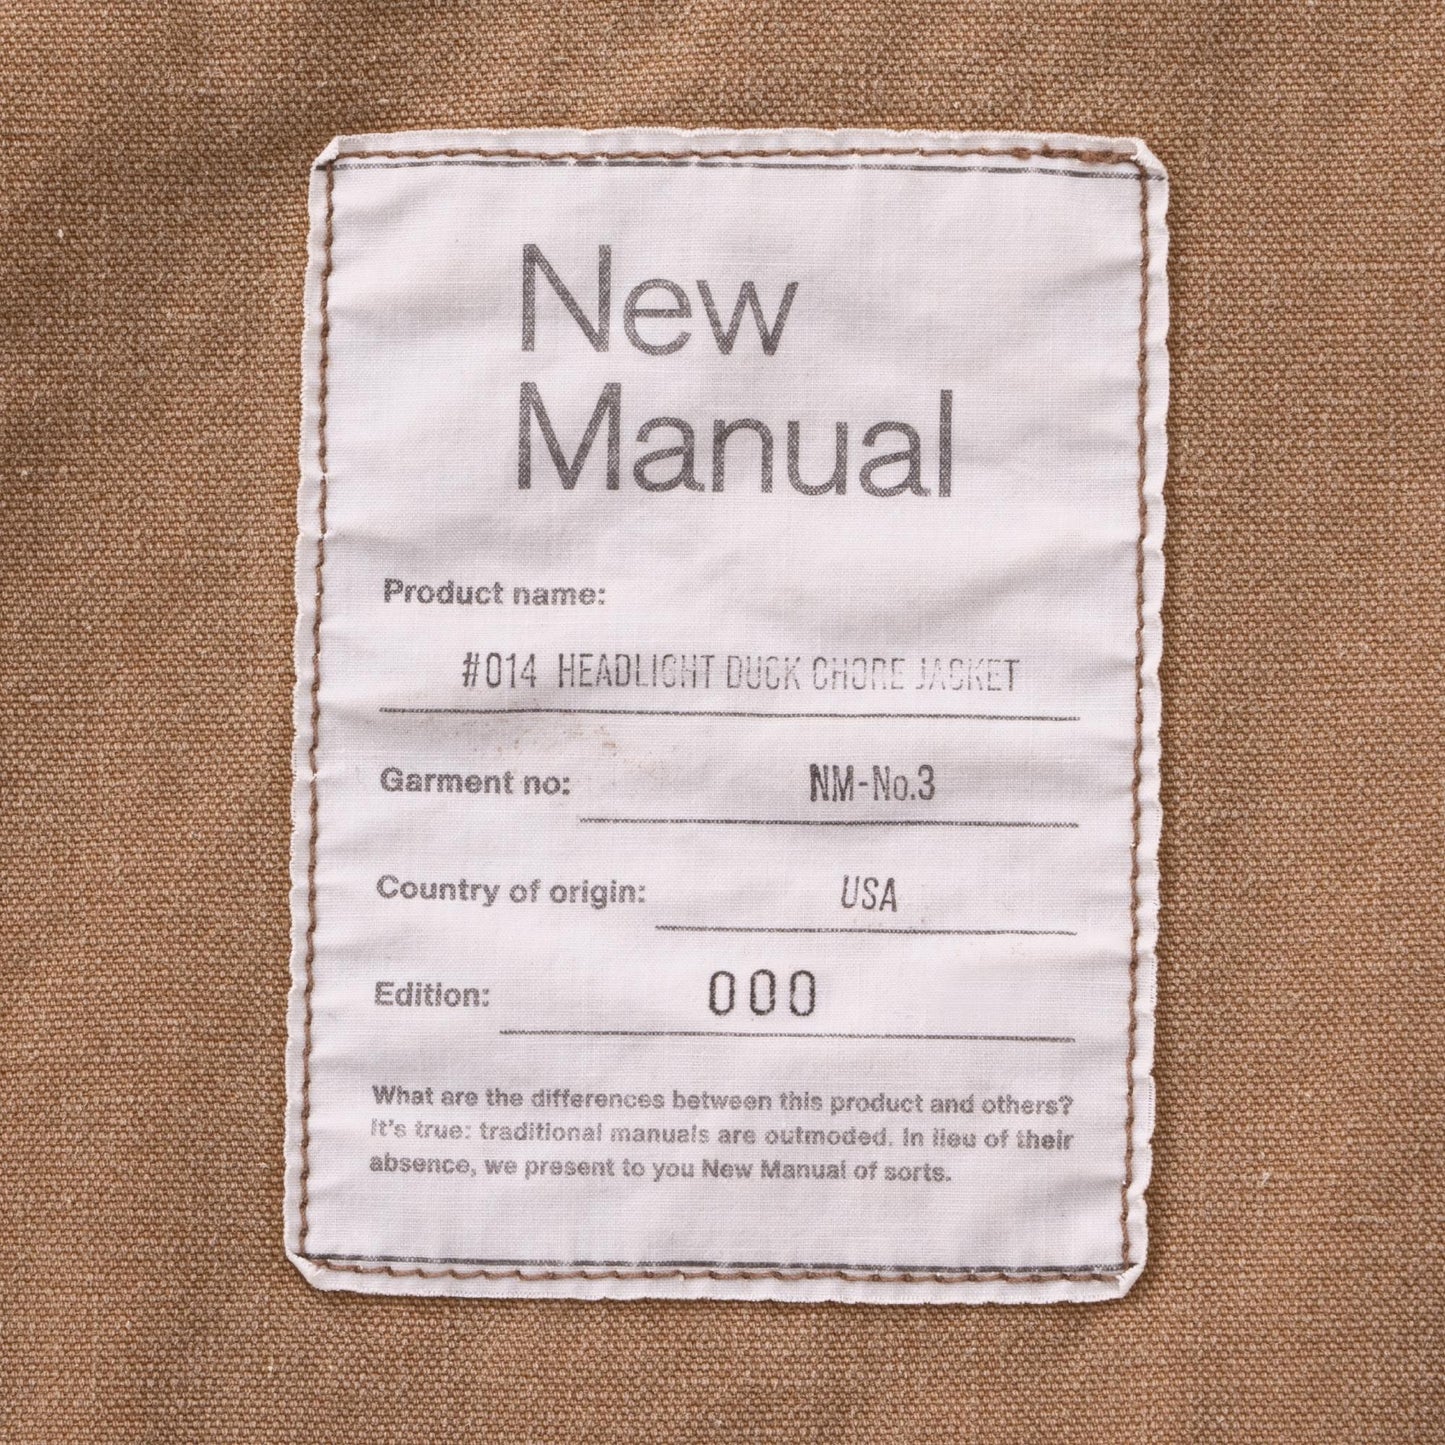 New
Manual
Product name:
#014 HEADLIGHT DUCK CHORE JACKET
Garment no: NM-No.3
Country of origin: USA
Edition: 000
What are the differences between this product and others?
It's true: traditional manuals are outmoded. In lieu of their
absence, we present to you New Manual of sorts.